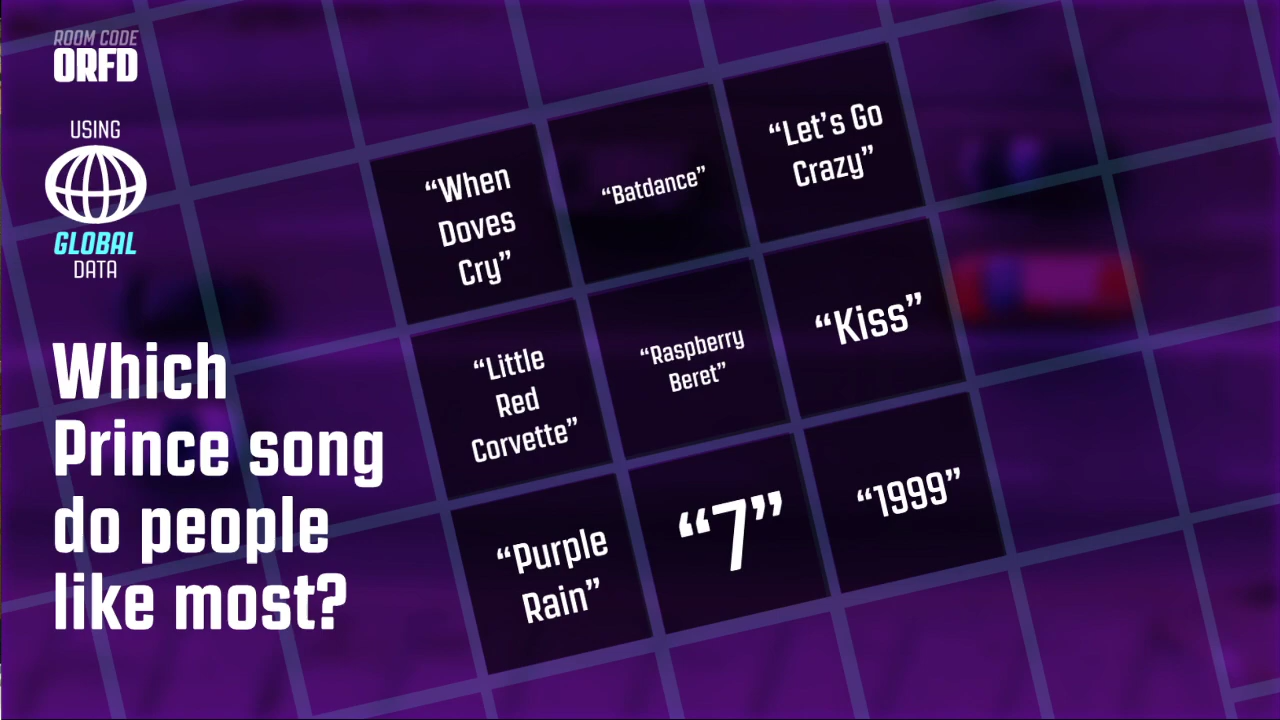 ROOM CODE
ORFD
USING
GLOBAL
DATA
Which
Prince song
do people
like most?
“When
Doves
Cry”
“Batdance”
“Let’s Go
Crazy”
“Little
Red
Corvette”
“Raspberry
Beret”
“Kiss”
“Purple
Rain”
“7”
“1999”